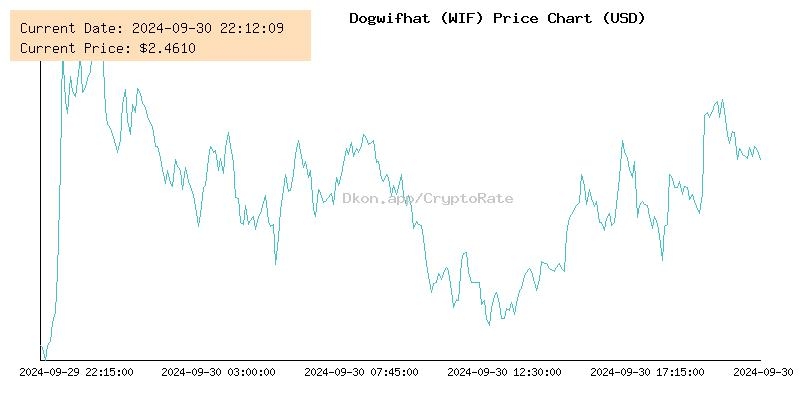 Dogwifhat (WIF) Price Chart (USD)
Current Date: 2024-09-30 22:12:09
Current Price: $2.4610
Dkon.app/CryptoRate
2024-09-29 22:15:00 2024-09-30 03:00:00 2024-09-30 07:45:00 2024-09-30 12:30:00 2024-09-30 17:15:00 2024-09-30